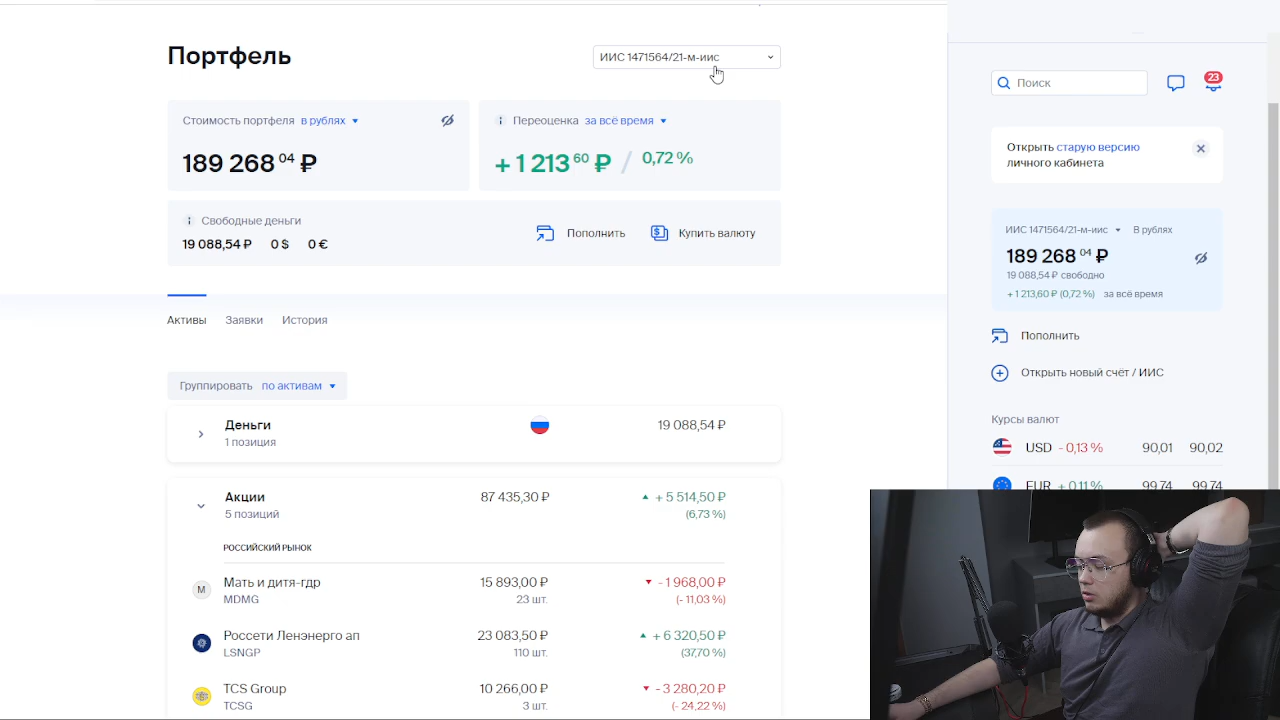 Портфель
ИИС 1471564/21-м-иис
Стоимость портфеля в рублях
189 268 04 ₽
Переоценка за всё время
+ 1 213 60 ₽ / 0,72 %
Свободные деньги
19 088,54 ₽ 0 $ 0 €
Пополнить
Купить валюту
Активы Заявки История
Группировать по активам
Деньги 19 088,54 ₽
1 позиция
Акции 87 435,30 ₽ + 5 514,50 ₽
5 позиций (6,73 %)
РОССИЙСКИЙ РЫНОК
М
Мать и дитя-гдр 15 893,00 ₽ - 1 968,00 ₽
MDMG 23 шт. (- 11,03 %)
Россети Ленэнерго ап 23 083,50 ₽ + 6 320,50 ₽
LSNGP 110 шт. (37,70 %)
TCS Group 10 266,00 ₽ - 3 280,20 ₽
TCSG 3 шт. (- 24,22 %)
Поиск
23
Открыть старую версию
личного кабинета
ИИС 1471564/21-м-иис В рублях
189 268 04 ₽
19 088,54 ₽ свободно
+ 1 213,60 ₽ (0,72 %) за всё время
Пополнить
Открыть новый счёт / ИИС
Курсы валют
USD - 0,13 % 90,01 90,02
EUR + 0,11 % 99,74 99,74